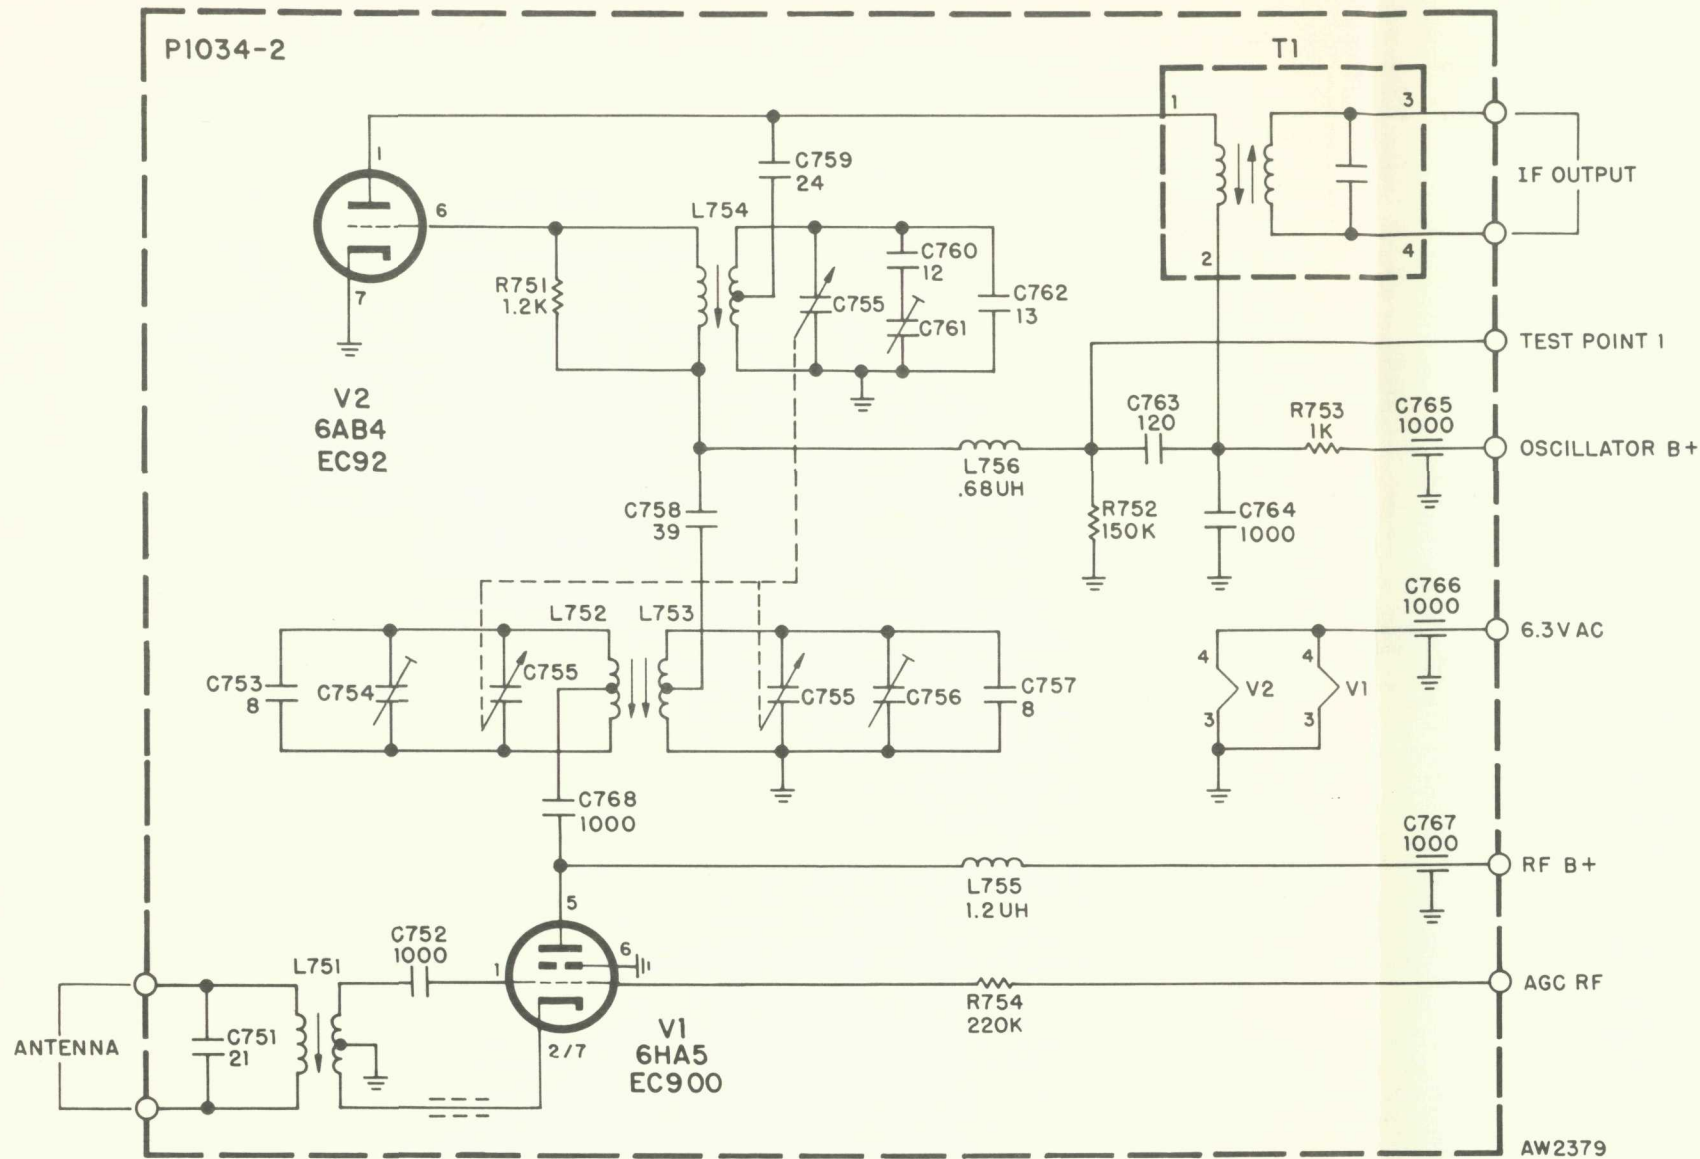 P1034-2
T1
1
3
1
C759
24
IF OUTPUT
6
L754
2
4
7
R751
1.2K
C755
C760
12
C761
C762
13
TEST POINT 1
V2
6AB4
EC92
C763
120
R753
1K
C765
1000
OSCILLATOR B+
L756
.68UH
C758
39
R752
150K
C764
1000
C766
1000
6.3V AC
L752
L753
C753
8
C754
C755
C755
C756
C757
8
4
V2
3
4
V1
3
C768
1000
C767
1000
RF B+
L755
1.2UH
5
C752
1000
6
1
L751
AGC RF
R754
220K
ANTENNA
C751
21
2/7
V1
6HA5
EC900
AW2379